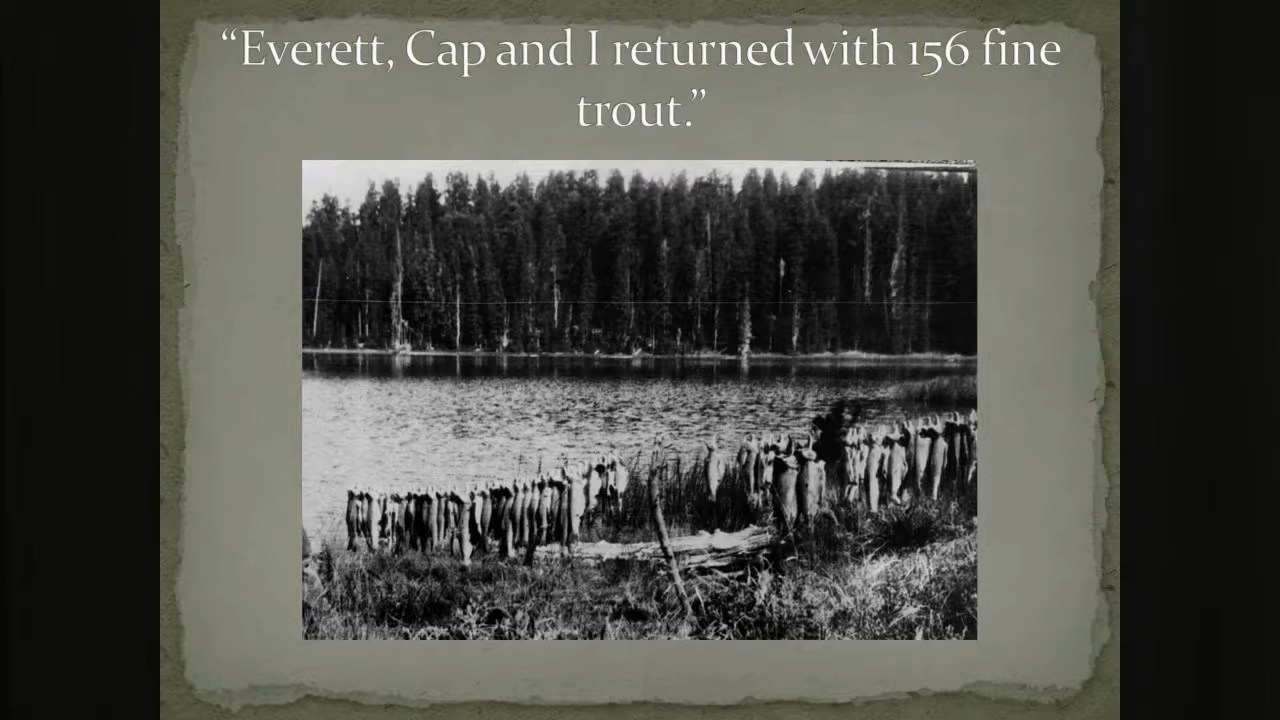 “Everett, Cap and I returned with 156 fine
trout.”